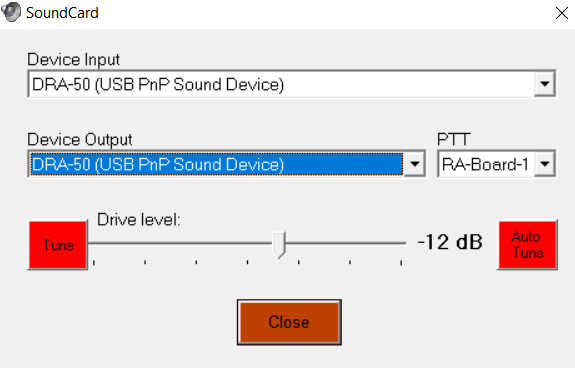 SoundCard
Device Input
DRA-50 (USB PnP Sound Device)
Device Output
PTT
DRA-50 (USB PnP Sound Device)
RA-Board-1
Drive level:
Tune
-12 dB
Auto
Tune
Close